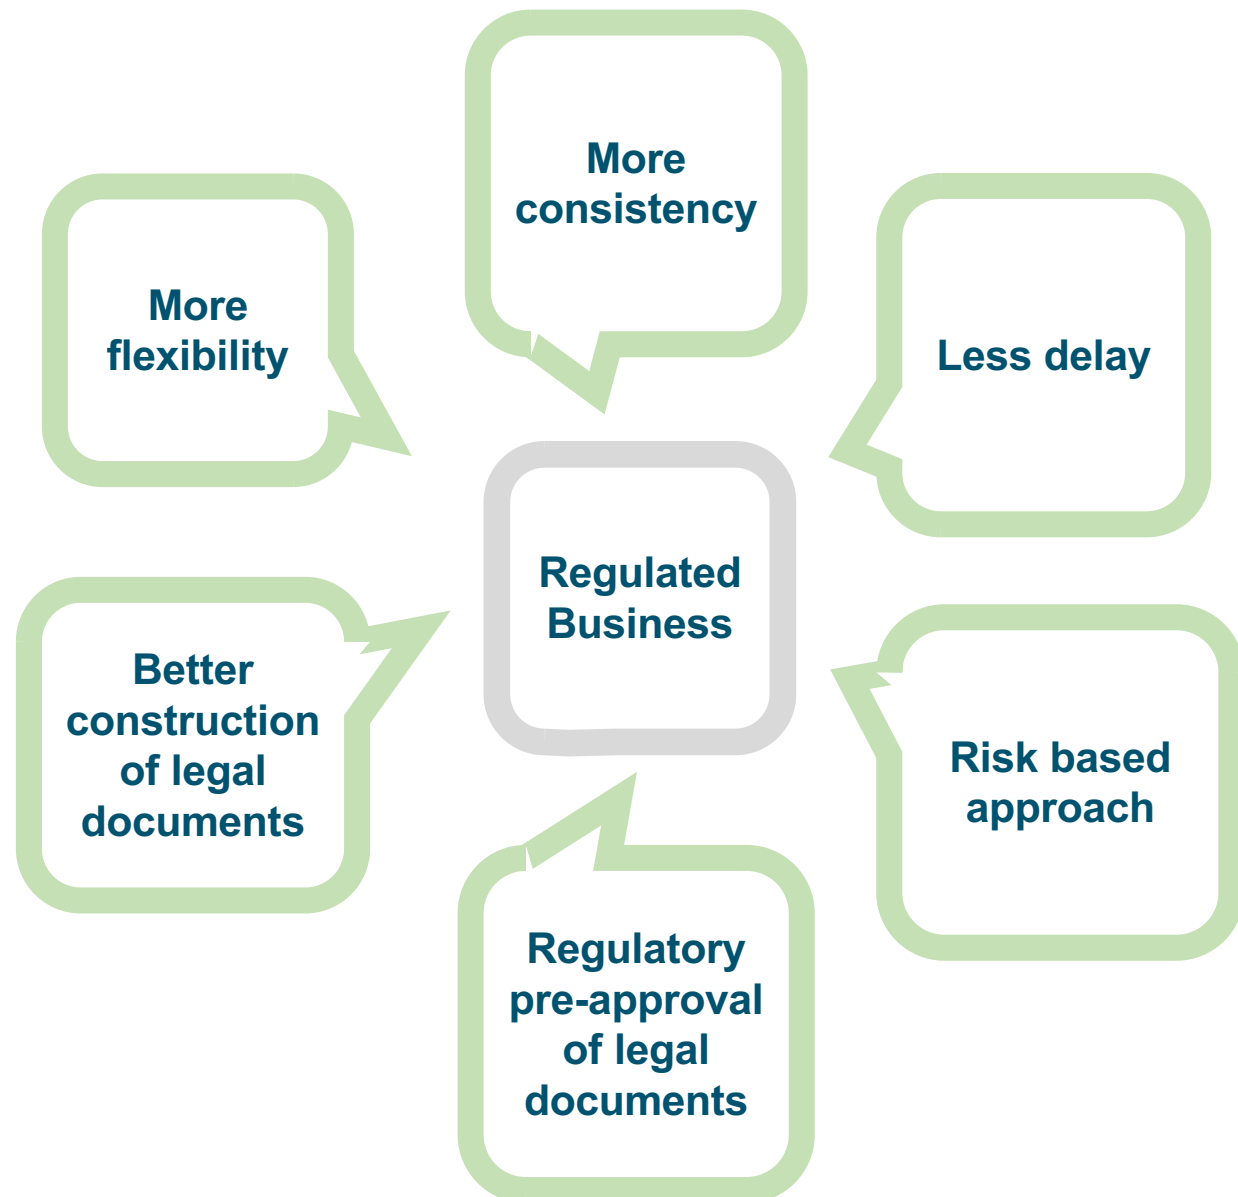 More
consistency
More
flexibility
Less delay
Regulated
Business
Better
construction
of legal
documents
Risk based
approach
Regulatory
pre-approval
of legal
documents